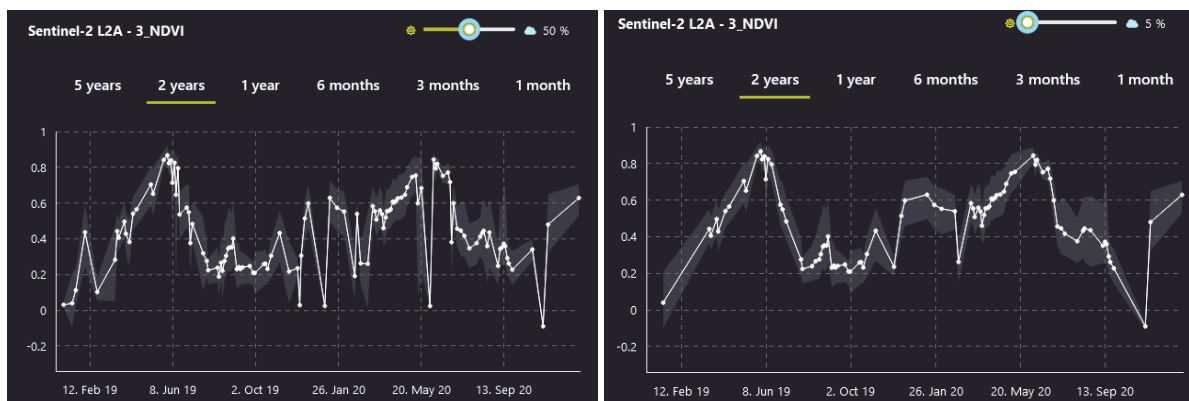 Sentinel-2 L2A - 3_NDVI
50 %
5 years 2 years 1 year 6 months 3 months 1 month
1
0.8
0.6
0.4
0.2
0
-0.2
12. Feb 19 8. Jun 19 2. Oct 19 26. Jan 20 20. May 20 13. Sep 20
Sentinel-2 L2A - 3_NDVI
5 %
5 years 2 years 1 year 6 months 3 months 1 month
1
0.8
0.6
0.4
0.2
0
-0.2
12. Feb 19 8. Jun 19 2. Oct 19 26. Jan 20 20. May 20 13. Sep 20